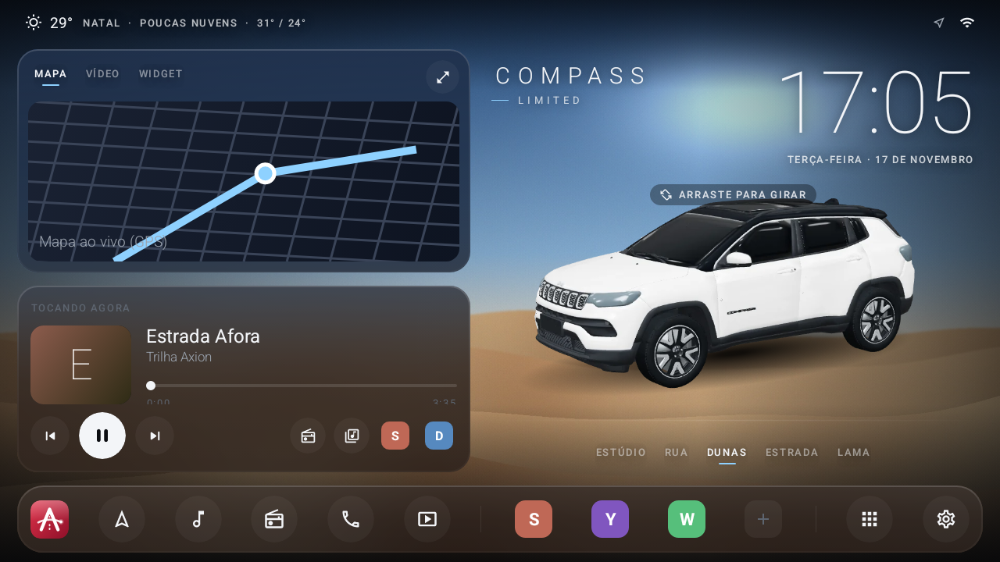 29° NATAL · POUCAS NUVENS · 31° / 24°
MAPA VÍDEO WIDGET
Mapa ao vivo (GPS)
COMPASS
LIMITED
17:05
TERÇA-FEIRA · 17 DE NOVEMBRO
ARRASTE PARA GIRAR
TOCANDO AGORA
E
Estrada Afora
Trilha Axion
0:00 3:35
S D
ESTÚDIO RUA DUNAS ESTRADA LAMA
S Y W